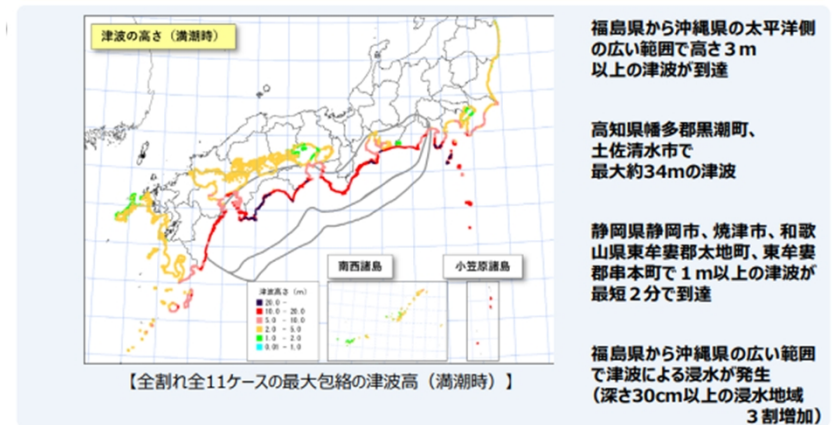 津波の高さ（満潮時）
南西諸島
小笠原諸島
津波高さ（m）
20.0 -
10.0 - 20.0
5.0 - 10.0
2.0 - 5.0
1.0 - 2.0
0.01 - 1.0
【全割れ全11ケースの最大包絡の津波高（満潮時）】
福島県から沖縄県の太平洋側
の広い範囲で高さ３ｍ
以上の津波が到達
高知県幡多郡黒潮町、
土佐清水市で
最大約34mの津波
静岡県静岡市、焼津市、和歌
山県東牟婁郡太地町、東牟婁
郡串本町で１ｍ以上の津波が
最短２分で到達
福島県から沖縄県の広い範囲
で津波による浸水が発生
（深さ30cm以上の浸水地域
３割増加）